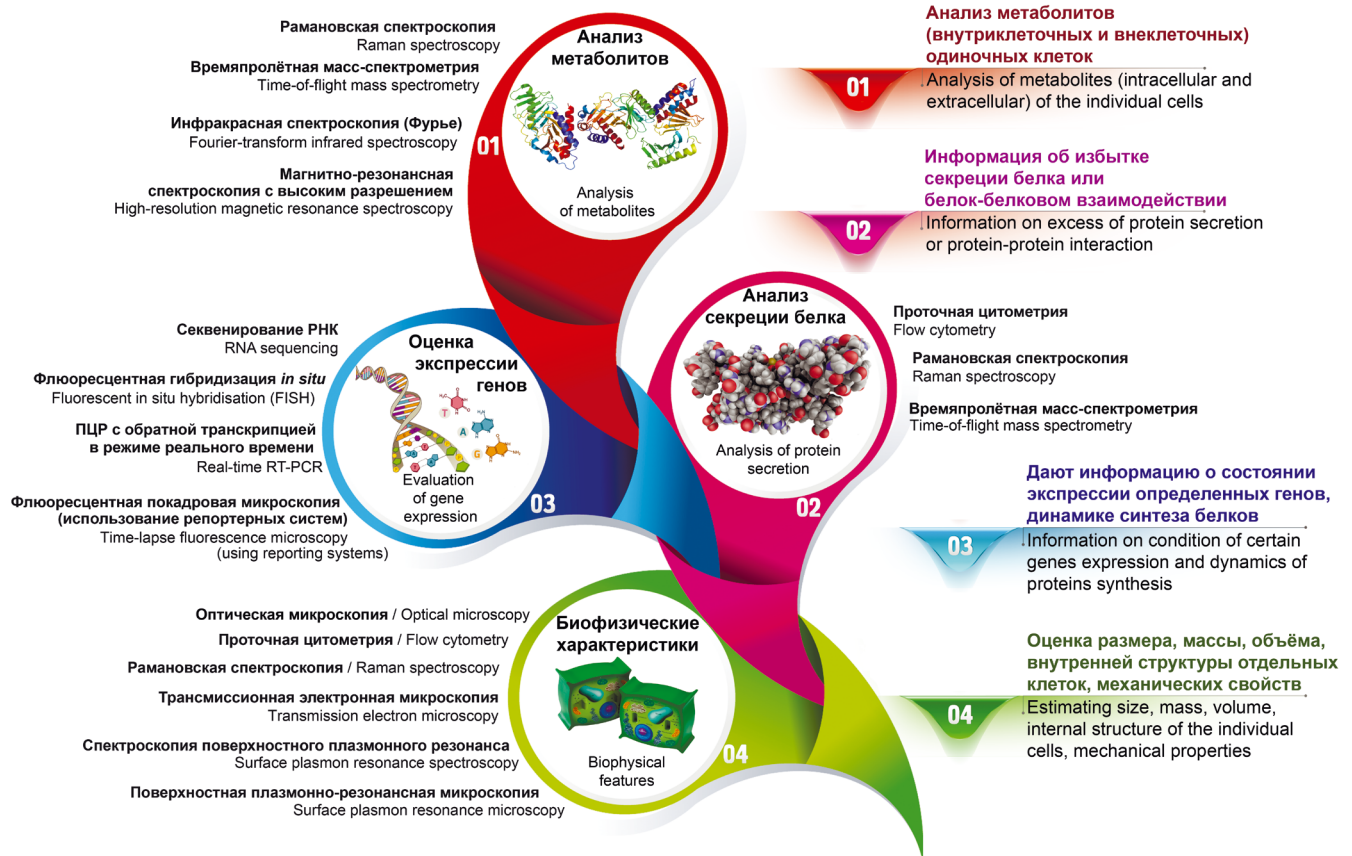 Рамановская спектроскопия
Raman spectroscopy
Времяпролётная масс-спектрометрия
Time-of-flight mass spectrometry
Инфракрасная спектроскопия (Фурье)
Fourier-transform infrared spectroscopy
Магнитно-резонансная
спектроскопия с высоким разрешением
High-resolution magnetic resonance spectroscopy
01
Анализ
метаболитов
Analysis
of metabolites
01
Анализ метаболитов
(внутриклеточных и внеклеточных)
одиночных клеток
Analysis of metabolites (intracellular and
extracellular) of the individual cells
02
Информация об избытке
секреции белка или
белок-белковом взаимодействии
Information on excess of protein secretion
or protein-protein interaction
Анализ
секреции белка
Analysis of protein
secretion
02
Проточная цитометрия
Flow cytometry
Рамановская спектроскопия
Raman spectroscopy
Времяпролётная масс-спектрометрия
Time-of-flight mass spectrometry
Секвенирование РНК
RNA sequencing
Флюоресцентная гибридизация in situ
Fluorescent in situ hybridisation (FISH)
ПЦР с обратной транскрипцией
в режиме реального времени
Real-time RT-PCR
Флюоресцентная покадровая микроскопия
(использование репортерных систем)
Time-lapse fluorescence microscopy
(using reporting systems)
Оценка
экспрессии
генов
T
A
G
Evaluation
of gene
expression
03
03
Дают информацию о состоянии
экспрессии определенных генов,
динамике синтеза белков
Information on condition of certain
genes expression and dynamics of
proteins synthesis
Оптическая микроскопия / Optical microscopy
Проточная цитометрия / Flow cytometry
Рамановская спектроскопия / Raman spectroscopy
Трансмиссионная электронная микроскопия
Transmission electron microscopy
Спектроскопия поверхностного плазмонного резонанса
Surface plasmon resonance spectroscopy
Поверхностная плазмонно-резонансная микроскопия
Surface plasmon resonance microscopy
Биофизические
характеристики
Biophysical
features
04
04
Оценка размера, массы, объёма,
внутренней структуры отдельных
клеток, механических свойств
Estimating size, mass, volume,
internal structure of the individual
cells, mechanical properties